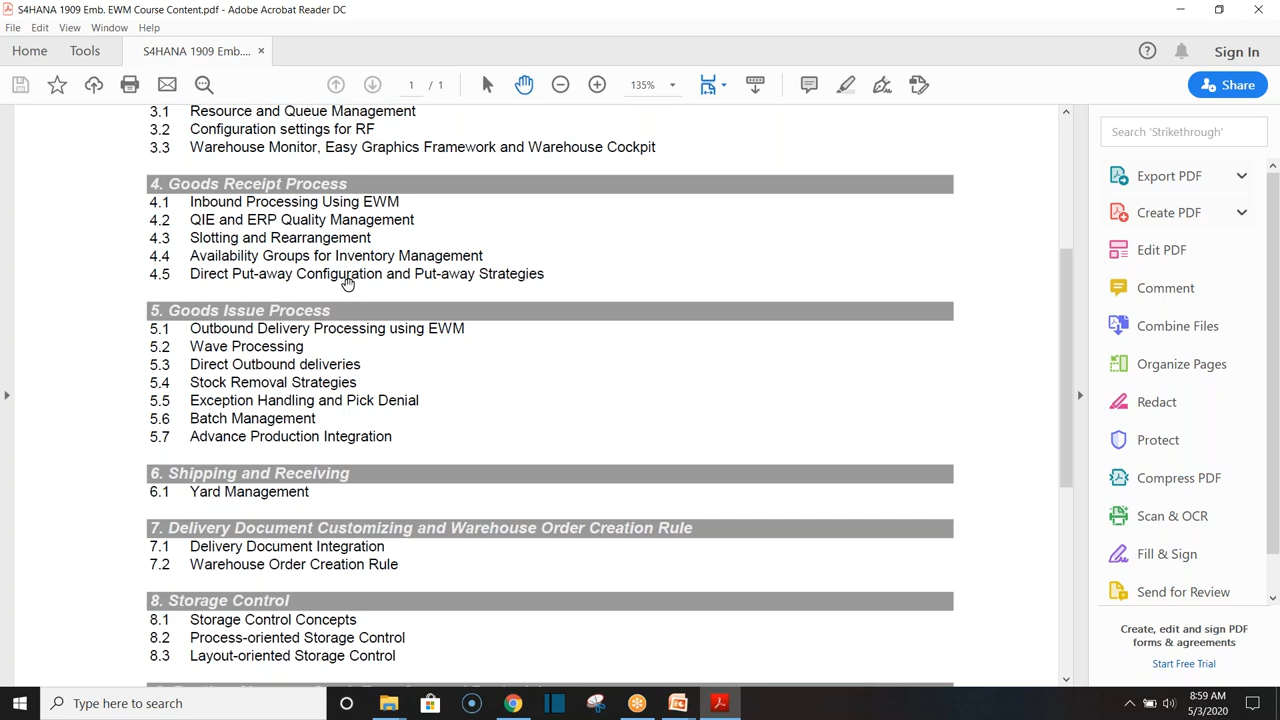 S4HANA 1909 Emb. EWM Course Content.pdf - Adobe Acrobat Reader DC
File Edit View Window Help
Home Tools S4HANA 1909 Emb.... × Sign In
1 / 1 135% Share
3.1 Resource and Queue Management
3.2 Configuration settings for RF
3.3 Warehouse Monitor, Easy Graphics Framework and Warehouse Cockpit
4. Goods Receipt Process
4.1 Inbound Processing Using EWM
4.2 QIE and ERP Quality Management
4.3 Slotting and Rearrangement
4.4 Availability Groups for Inventory Management
4.5 Direct Put-away Configuration and Put-away Strategies
5. Goods Issue Process
5.1 Outbound Delivery Processing using EWM
5.2 Wave Processing
5.3 Direct Outbound deliveries
5.4 Stock Removal Strategies
5.5 Exception Handling and Pick Denial
5.6 Batch Management
5.7 Advance Production Integration
6. Shipping and Receiving
6.1 Yard Management
7. Delivery Document Customizing and Warehouse Order Creation Rule
7.1 Delivery Document Integration
7.2 Warehouse Order Creation Rule
8. Storage Control
8.1 Storage Control Concepts
8.2 Process-oriented Storage Control
8.3 Layout-oriented Storage Control
Search 'Strikethrough'
Export PDF
Create PDF
Edit PDF
Comment
Combine Files
Organize Pages
Redact
Protect
Compress PDF
Scan & OCR
Fill & Sign
Send for Review
Create, edit and sign PDF
forms & agreements
Start Free Trial
Type here to search
8:59 AM
5/3/2020